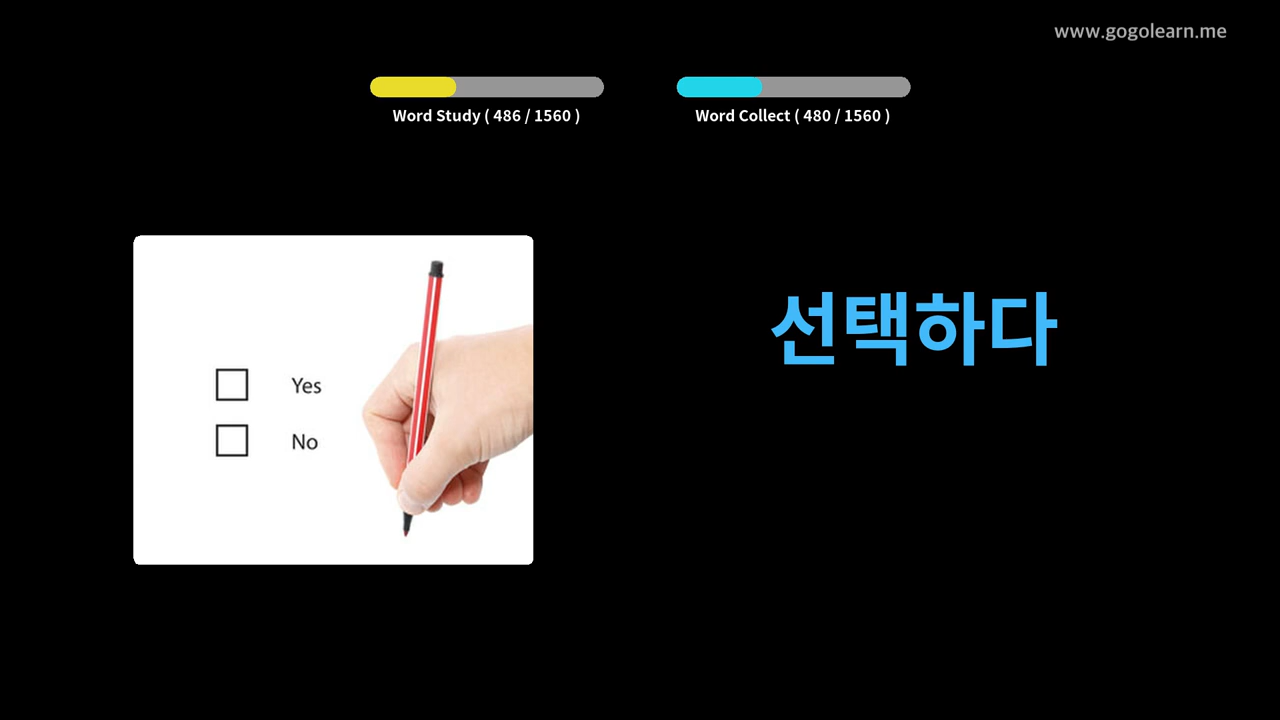 www.gogolearn.me
Word Study ( 486 / 1560 )
Word Collect ( 480 / 1560 )
Yes
No
선택하다